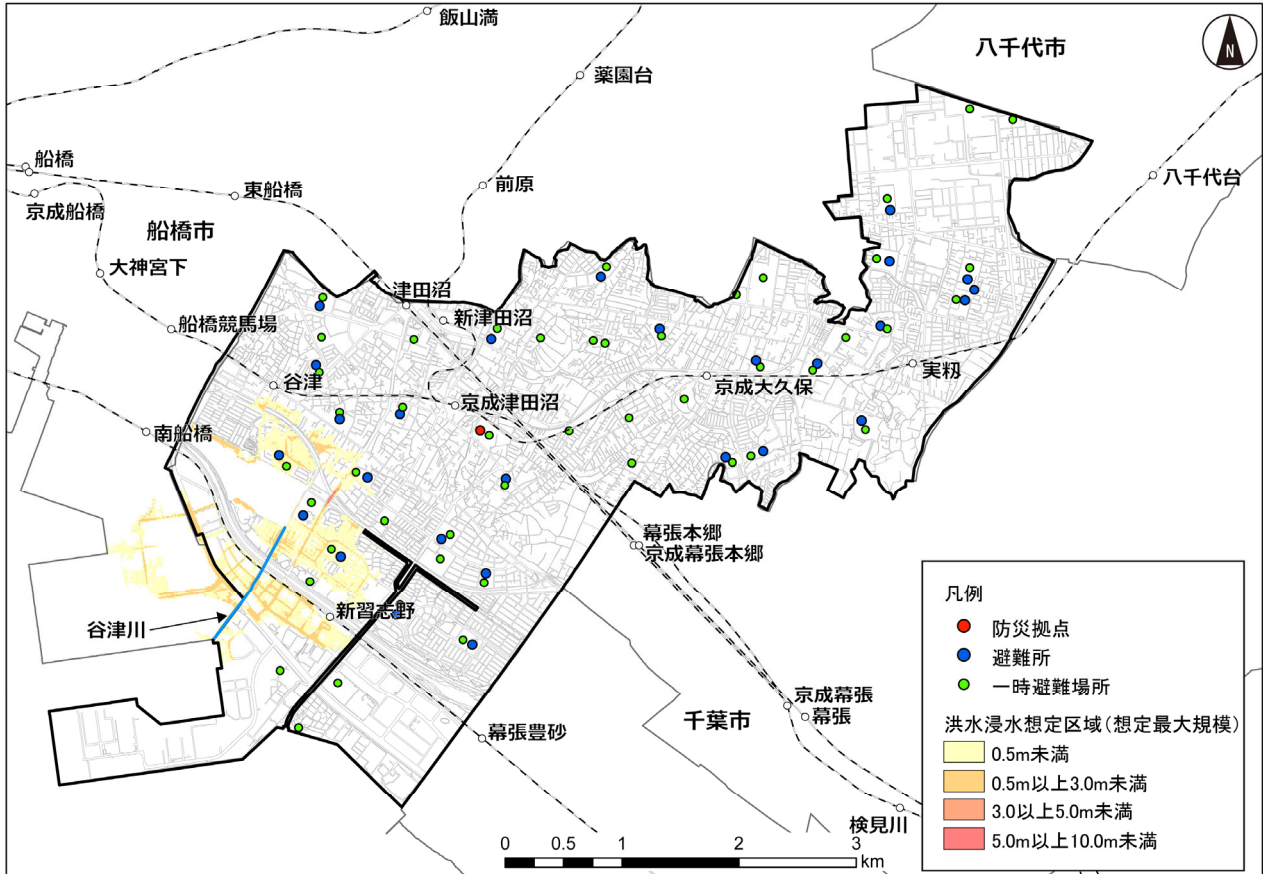 飯山満
八千代市
N
薬園台
船橋
八千代台
前原
東船橋
京成船橋
船橋市
大神宮下
津田沼
新津田沼
船橋競馬場
実籾
谷津
京成大久保
京成津田沼
南船橋
幕張本郷
京成幕張本郷
新習志野
谷津川
京成幕張
幕張
千葉市
幕張豊砂
検見川
凡例
防災拠点
避難所
一時避難場所
洪水浸水想定区域(想定最大規模)
0.5m未満
0.5m以上3.0m未満
3.0以上5.0m未満
5.0m以上10.0m未満
0 0.5 1 2 3
km